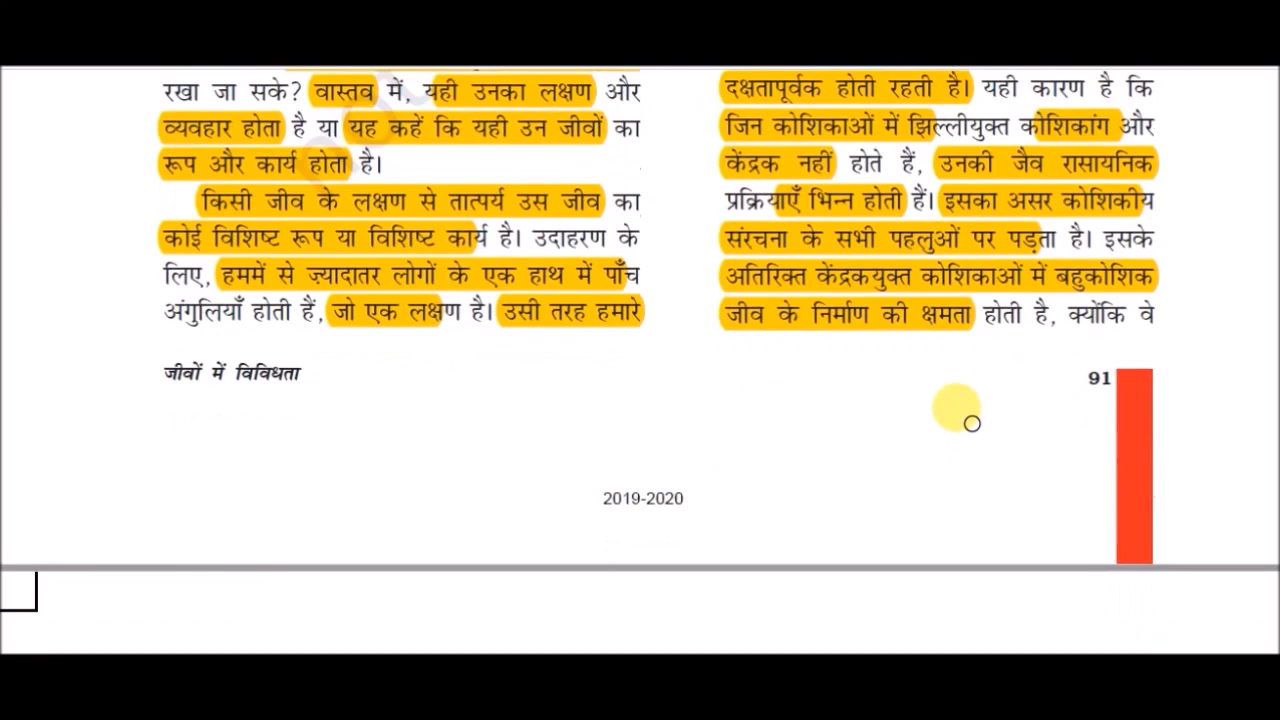 रखा जा सके? वास्तव में, यही उनका लक्षण और
व्यवहार होता है या यह कहें कि यही उन जीवों का
रूप और कार्य होता है।
किसी जीव के लक्षण से तात्पर्य उस जीव का
कोई विशिष्ट रूप या विशिष्ट कार्य है। उदाहरण के
लिए, हममें से ज़्यादातर लोगों के एक हाथ में पाँच
अंगुलियाँ होती हैं, जो एक लक्षण है। उसी तरह हमारे
दक्षतापूर्वक होती रहती है। यही कारण है कि
जिन कोशिकाओं में झिल्लीयुक्त कोशिकांग और
केंद्रक नहीं होते हैं, उनकी जैव रासायनिक
प्रक्रियाएँ भिन्न होती हैं। इसका असर कोशिकीय
संरचना के सभी पहलुओं पर पड़ता है। इसके
अतिरिक्त केंद्रकयुक्त कोशिकाओं में बहुकोशिक
जीव के निर्माण की क्षमता होती है, क्योंकि वे
जीवों में विविधता
91
2019-2020